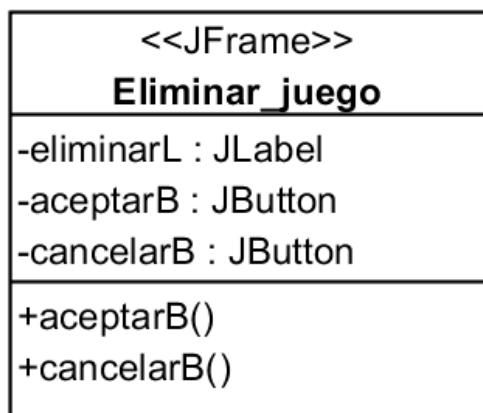 <<JFrame>>
Eliminar_juego
-eliminarL : JLabel
-aceptarB : JButton
-cancelarB : JButton
+aceptarB()
+cancelarB()